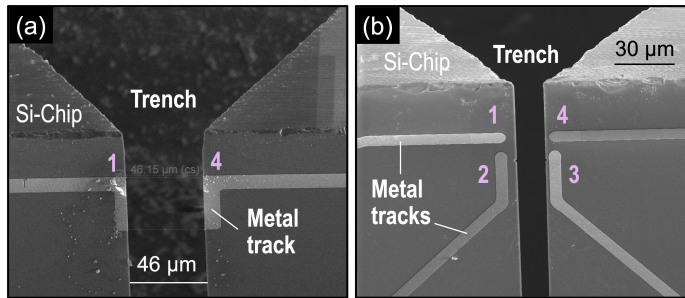 (a)
Trench
Si-Chip
1
46.15 µm (cs)
4
Metal
track
46 µm
(b)
Trench
30 µm
Si-Chip
1
4
2
3
Metal
tracks